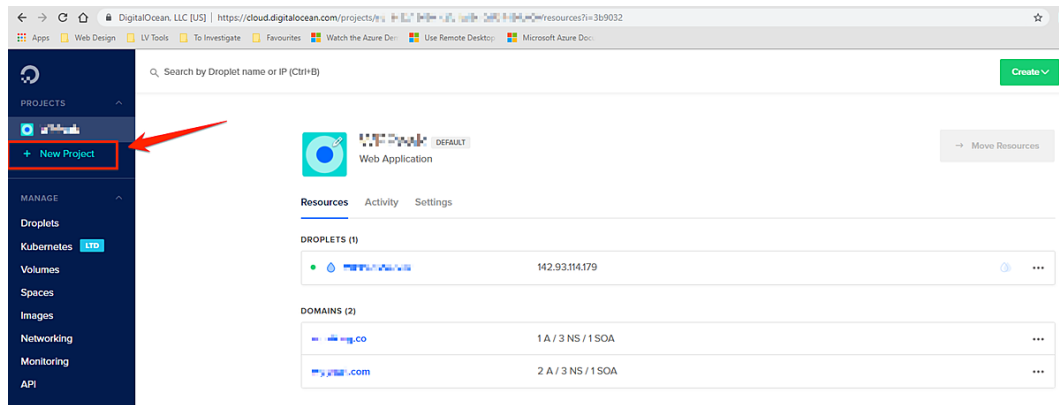 DigitalOcean, LLC [US] | https://cloud.digitalocean.com/projects/ /resources?i=3b9032
Apps Web Design LV Tools To Investigate Favourites Watch the Azure Dem Use Remote Desktop Microsoft Azure Doc
Search by Droplet name or IP (Ctrl+B)
Create
PROJECTS
+ New Project
DEFAULT
Web Application
→ Move Resources
MANAGE
Droplets
Kubernetes LTD
Volumes
Spaces
Images
Networking
Monitoring
API
Resources Activity Settings
DROPLETS (1)
142.93.114.179
DOMAINS (2)
.co 1 A / 3 NS / 1 SOA
.com 2 A / 3 NS / 1 SOA